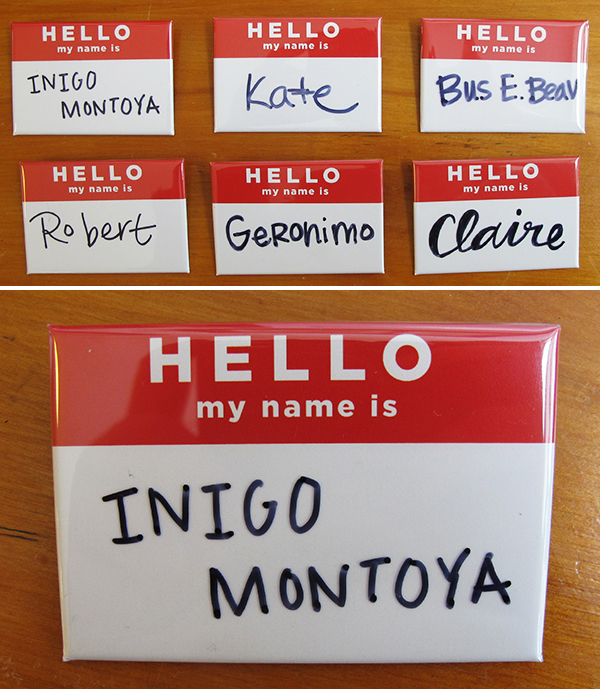 HELLO
my name is
INIGO
MONTOYA
HELLO
my name is
Kate
HELLO
my name is
Bus E. Beav
HELLO
my name is
Robert
HELLO
my name is
GeRonimo
HELLO
my name is
Claire
HELLO
my name is
INIGO
MONTOYA